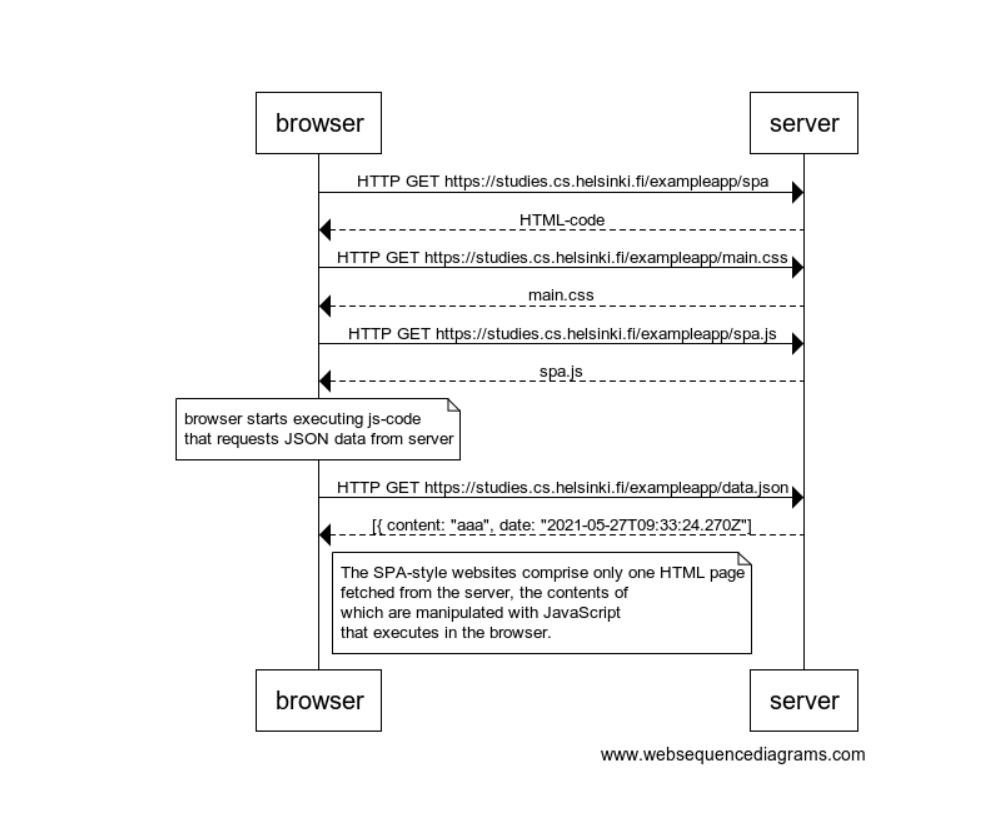 browser
server
HTTP GET https://studies.cs.helsinki.fi/exampleapp/spa
HTML-code
HTTP GET https://studies.cs.helsinki.fi/exampleapp/main.css
main.css
HTTP GET https://studies.cs.helsinki.fi/exampleapp/spa.js
spa.js
browser starts executing js-code
that requests JSON data from server
HTTP GET https://studies.cs.helsinki.fi/exampleapp/data.json
[{ content: "aaa", date: "2021-05-27T09:33:24.270Z"]
The SPA-style websites comprise only one HTML page
fetched from the server, the contents of
which are manipulated with JavaScript
that executes in the browser.
browser
server
www.websequencediagrams.com